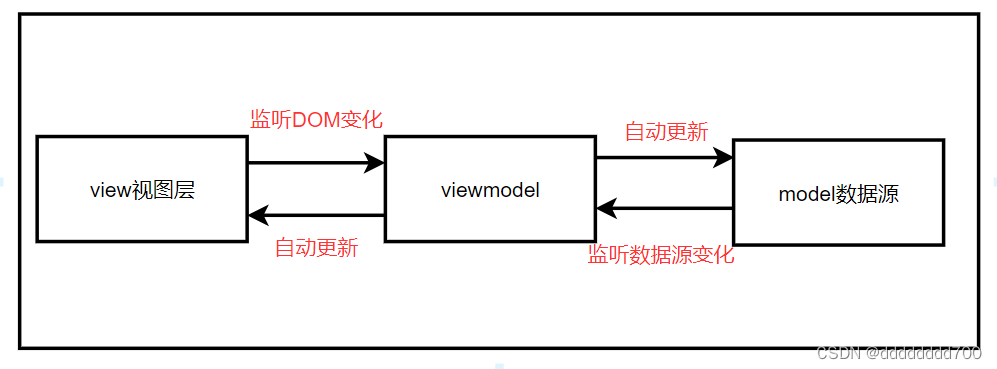 监听DOM变化
自动更新
view视图层
viewmodel
model数据源
自动更新
监听数据源变化
CSDN @dddddddd700